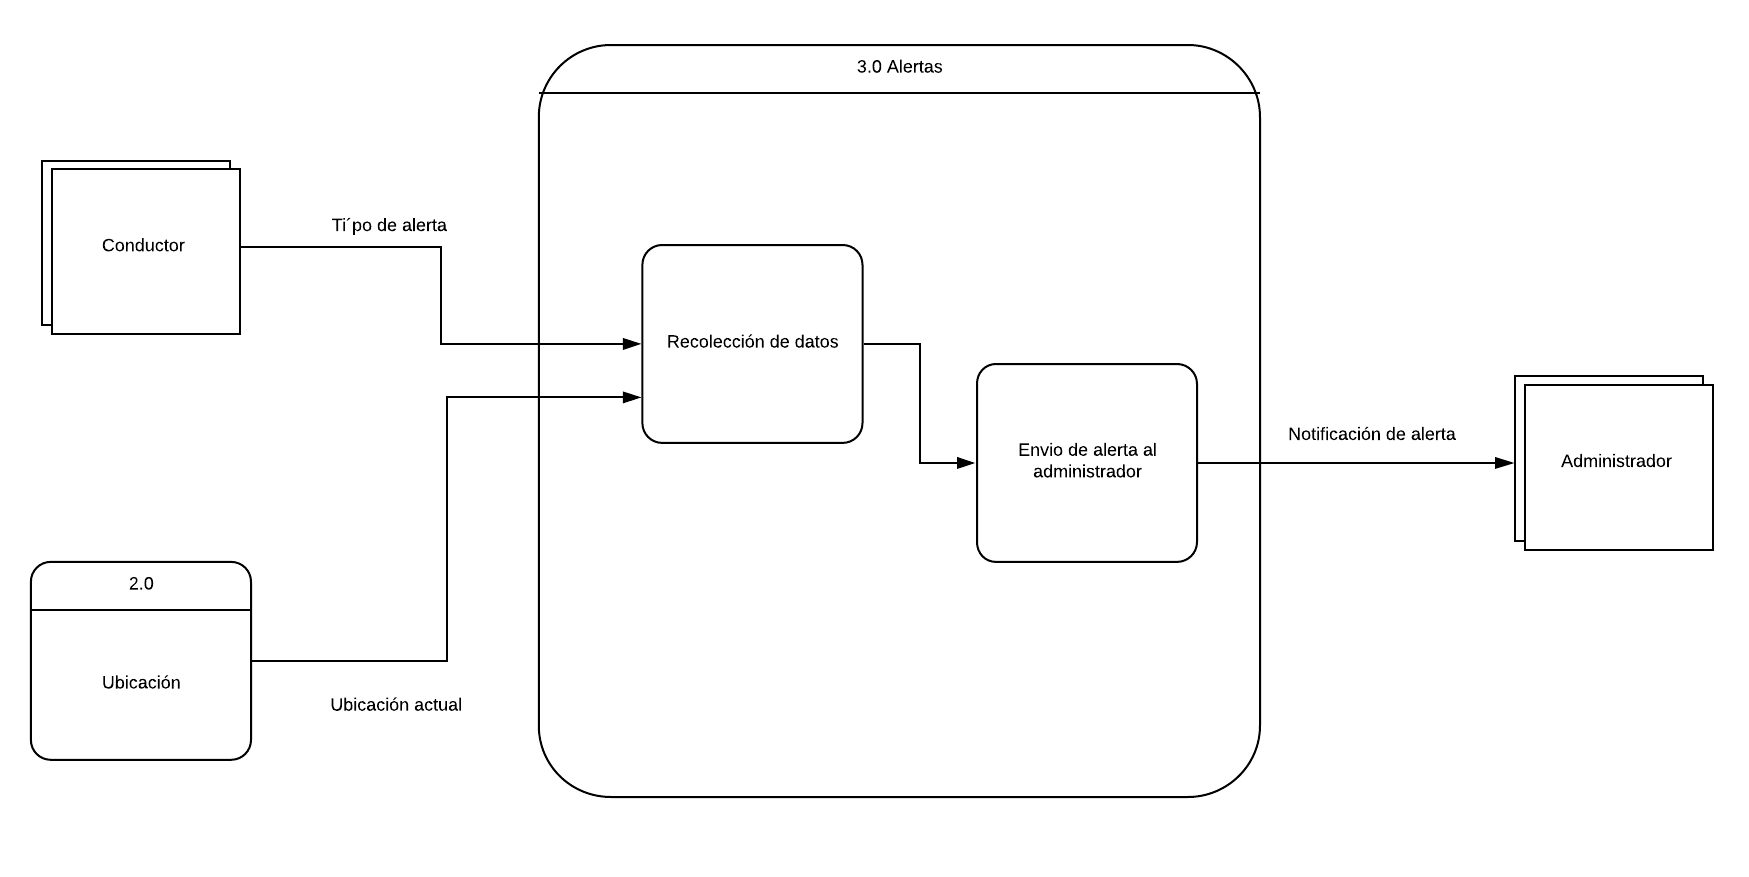 3.0 Alertas
Conductor
Ti´po de alerta
Recolección de datos
Envio de alerta al
administrador
Notificación de alerta
Administrador
2.0
Ubicación
Ubicación actual